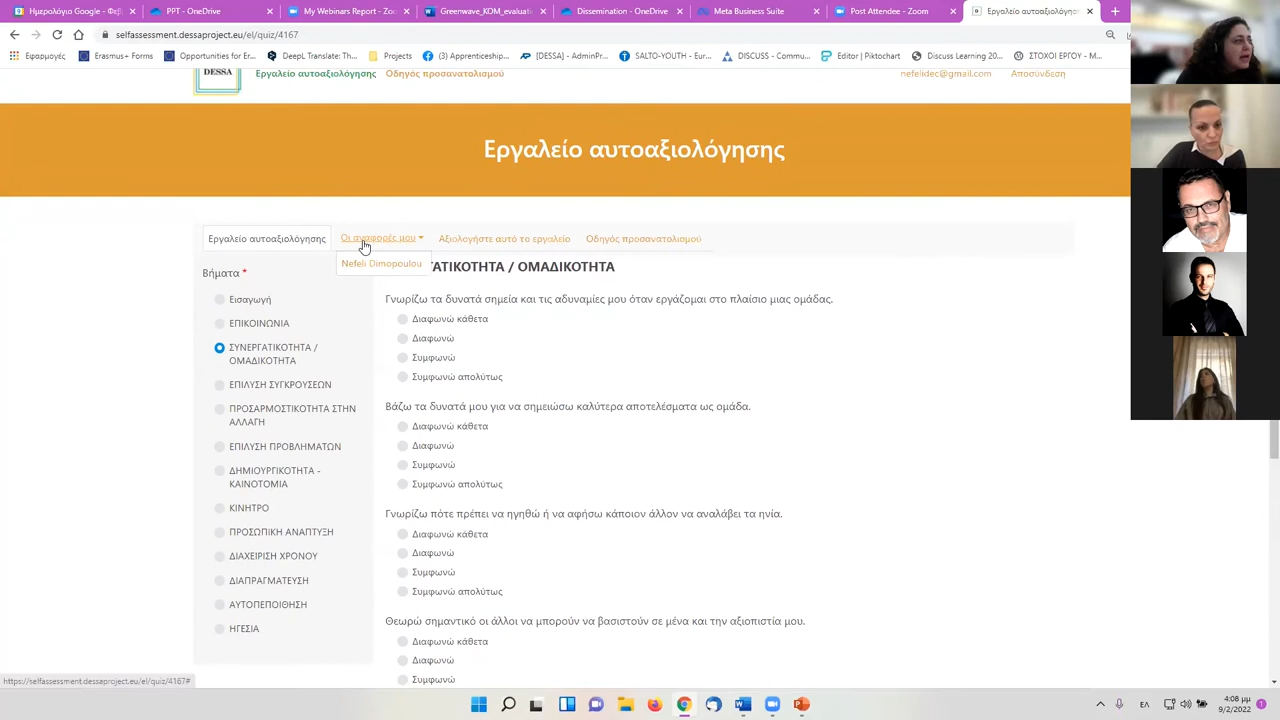 Ημερολόγιο Google - Φεβρο
PPT - OneDrive
My Webinars Report - Zoo
Greenwave_KOM_evaluat
Dissemination - OneDrive
Meta Business Suite
Post Attendee - Zoom
Εργαλείο αυτοαξιολόγησης
selfassessment.dessaproject.eu/el/quiz/4167
Εφαρμογές
Erasmus+ Forms
Opportunities for Er...
DeepL Translate: Th...
Projects
(3) Apprenticeship...
[DESSA] - AdminPr...
SALTO-YOUTH - Eur...
DISCUSS - Commu...
Editor | Piktochart
Discuss Learning 20...
ΣΤΟΧΟΙ ΕΡΓΟΥ - M...
DESSA
Εργαλείο αυτοαξιολόγησης
Οδηγός προσανατολισμού
nefelidec@gmail.com
Αποσύνδεση
Εργαλείο αυτοαξιολόγησης
Εργαλείο αυτοαξιολόγησης
Οι αναφορές μου
Αξιολογήστε αυτό το εργαλείο
Οδηγός προσανατολισμού
Nefeli Dimopoulou
Βήματα *
Εισαγωγή
ΕΠΙΚΟΙΝΩΝΙΑ
ΣΥΝΕΡΓΑΤΙΚΟΤΗΤΑ /
ΟΜΑΔΙΚΟΤΗΤΑ
ΕΠΙΛΥΣΗ ΣΥΓΚΡΟΥΣΕΩΝ
ΠΡΟΣΑΡΜΟΣΤΙΚΟΤΗΤΑ ΣΤΗΝ
ΑΛΛΑΓΗ
ΕΠΙΛΥΣΗ ΠΡΟΒΛΗΜΑΤΩΝ
ΔΗΜΙΟΥΡΓΙΚΟΤΗΤΑ -
ΚΑΙΝΟΤΟΜΙΑ
ΚΙΝΗΤΡΟ
ΠΡΟΣΩΠΙΚΗ ΑΝΑΠΤΥΞΗ
ΔΙΑΧΕΙΡΙΣΗ ΧΡΟΝΟΥ
ΔΙΑΠΡΑΓΜΑΤΕΥΣΗ
ΑΥΤΟΠΕΠΟΙΘΗΣΗ
ΗΓΕΣΙΑ
ΑΤΙΚΟΤΗΤΑ / ΟΜΑΔΙΚΟΤΗΤΑ
Γνωρίζω τα δυνατά σημεία και τις αδυναμίες μου όταν εργάζομαι στο πλαίσιο μιας ομάδας.
Διαφωνώ κάθετα
Διαφωνώ
Συμφωνώ
Συμφωνώ απολύτως
Βάζω τα δυνατά μου για να σημειώσω καλύτερα αποτελέσματα ως ομάδα.
Διαφωνώ κάθετα
Διαφωνώ
Συμφωνώ
Συμφωνώ απολύτως
Γνωρίζω πότε πρέπει να ηγηθώ ή να αφήσω κάποιον άλλον να αναλάβει τα ηνία.
Διαφωνώ κάθετα
Διαφωνώ
Συμφωνώ
Συμφωνώ απολύτως
Θεωρώ σημαντικό οι άλλοι να μπορούν να βασιστούν σε μένα και την αξιοπιστία μου.
Διαφωνώ κάθετα
Διαφωνώ
Συμφωνώ
https://selfassessment.dessaproject.eu/el/quiz/4167#
ΕΛ
4:08 μμ
9/2/2022